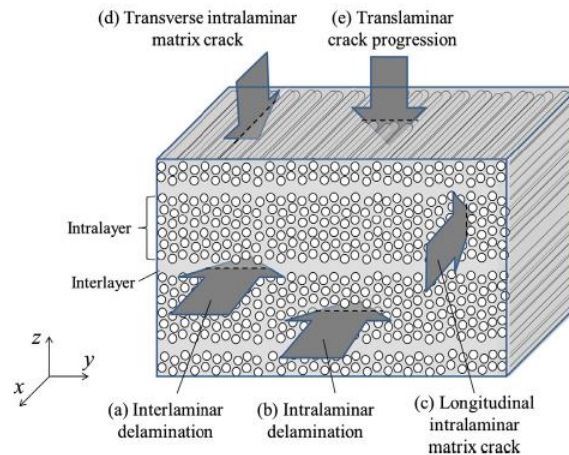 (d) Transverse intralaminar
matrix crack
(e) Translaminar
crack progression
Intralayer
Interlayer
z
y
x
(a) Interlaminar
delamination
(b) Intralaminar
delamination
(c) Longitudinal
intralaminar
matrix crack